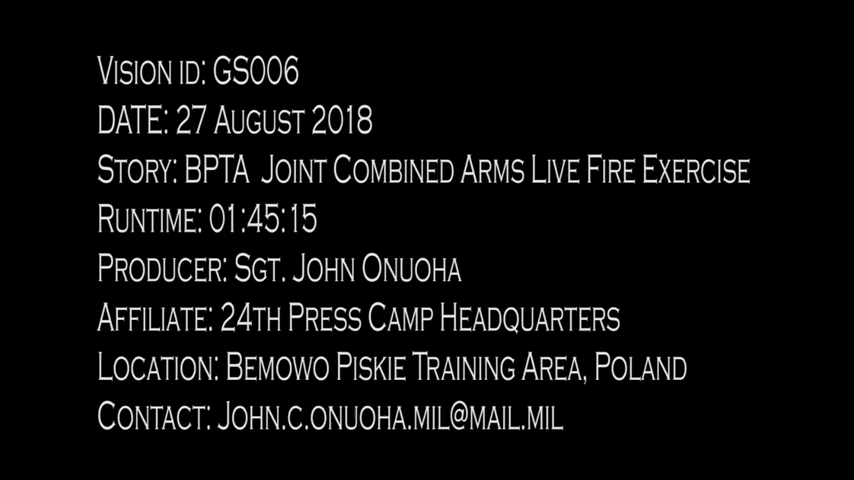 Vision id: GS006
DATE: 27 August 2018
Story: BPTA  Joint Combined Arms Live Fire Exercise
Runtime: 01:45:15
Producer: Sgt. John Onuoha
Affiliate: 24th Press Camp Headquarters
Location: Bemowo Piskie Training Area, Poland
Contact: John.c.onuoha.mil@mail.mil